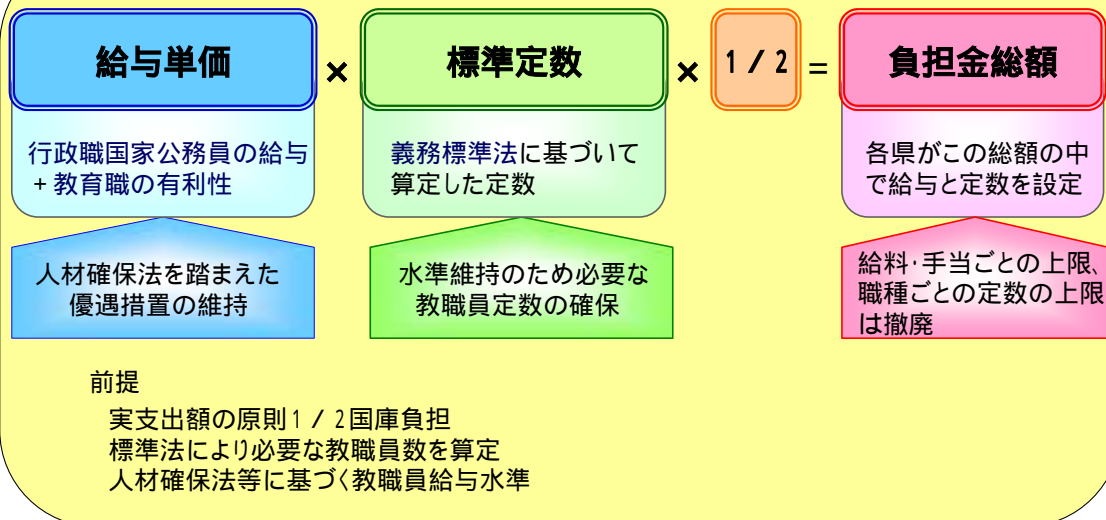 給与単価 × 標準定数 × 1/2 = 負担金総額
行政職国家公務員の給与
+教育職の有利性
義務標準法に基づいて
算定した定数
各県がこの総額の中
で給与と定数を設定
人材確保法を踏まえた
優遇措置の維持
水準維持のため必要な
教職員定数の確保
給料・手当ごとの上限、
職種ごとの定数の上限
は撤廃
前提
実支出額の原則1/2国庫負担
標準法により必要な教職員数を算定
人材確保法等に基づく教職員給与水準